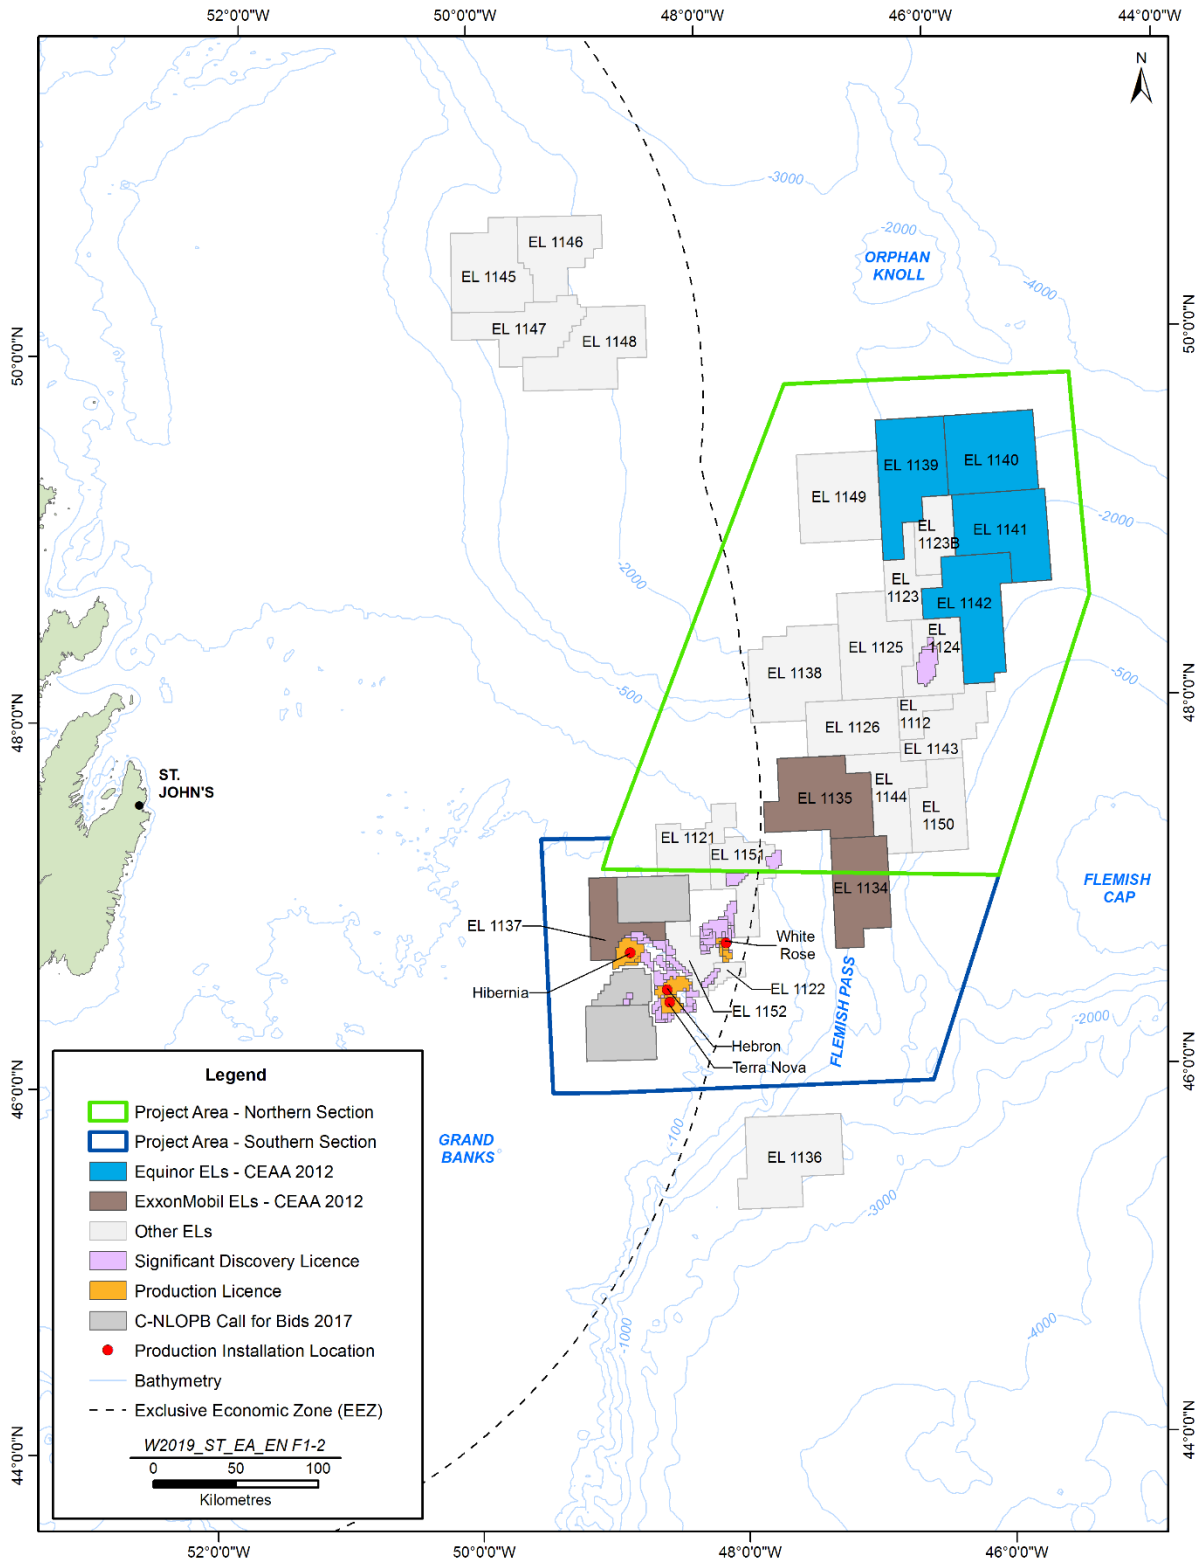 52°0'0"W
50°0'0"W
48°0'0"W
46°0'0"W
44°0'0"W
N
-3000
-2000
ORPHAN
KNOLL
-4000
EL 1146
EL 1145
EL 1147
EL 1148
50°0'0"N
50°0'0"N
EL 1139
EL 1140
EL 1149
EL
1123B
EL 1141
-2000
-2000
EL
1123
EL 1142
EL 1125
EL
1124
EL 1138
-500
-500
48°0'0"N
48°0'0"N
EL
1112
EL 1126
EL 1143
ST.
JOHN'S
EL 1135
EL
1144
EL
1150
EL 1121
EL 1151
EL 1134
FLEMISH
CAP
EL 1137
White
Rose
Hibernia
EL 1122
EL 1152
FLEMISH PASS
-2000
Hebron
Terra Nova
46°0'0"N
46°0'0"N
-100
GRAND
BANKS
EL 1136
-3000
-1000
-4000
Legend
Project Area - Northern Section
Project Area - Southern Section
Equinor ELs - CEAA 2012
ExxonMobil ELs - CEAA 2012
Other ELs
Significant Discovery Licence
Production Licence
C-NLOPB Call for Bids 2017
Production Installation Location
Bathymetry
Exclusive Economic Zone (EEZ)
W2019_ST_EA_EN F1-2
0 50 100
Kilometres
44°0'0"N
44°0'0"N
52°0'0"W
50°0'0"W
48°0'0"W
46°0'0"W